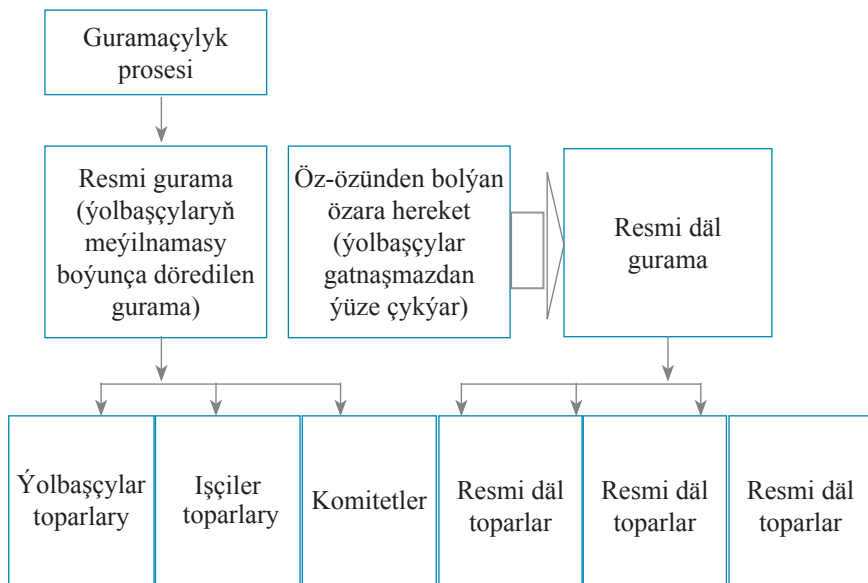 Guramaçylyk
prosesi
Resmi gurama
(ýolbaşçylaryň
meýilnamasy
boýunça döredilen
gurama)
Öz-özünden bolýan
özara hereket
(ýolbaşçylar
gatnaşmazdan
ýüze çykýar)
Resmi däl
gurama
Ýolbaşçylar
toparlary
Işçiler
toparlary
Komitetler
Resmi däl
toparlar
Resmi däl
toparlar
Resmi däl
toparlar